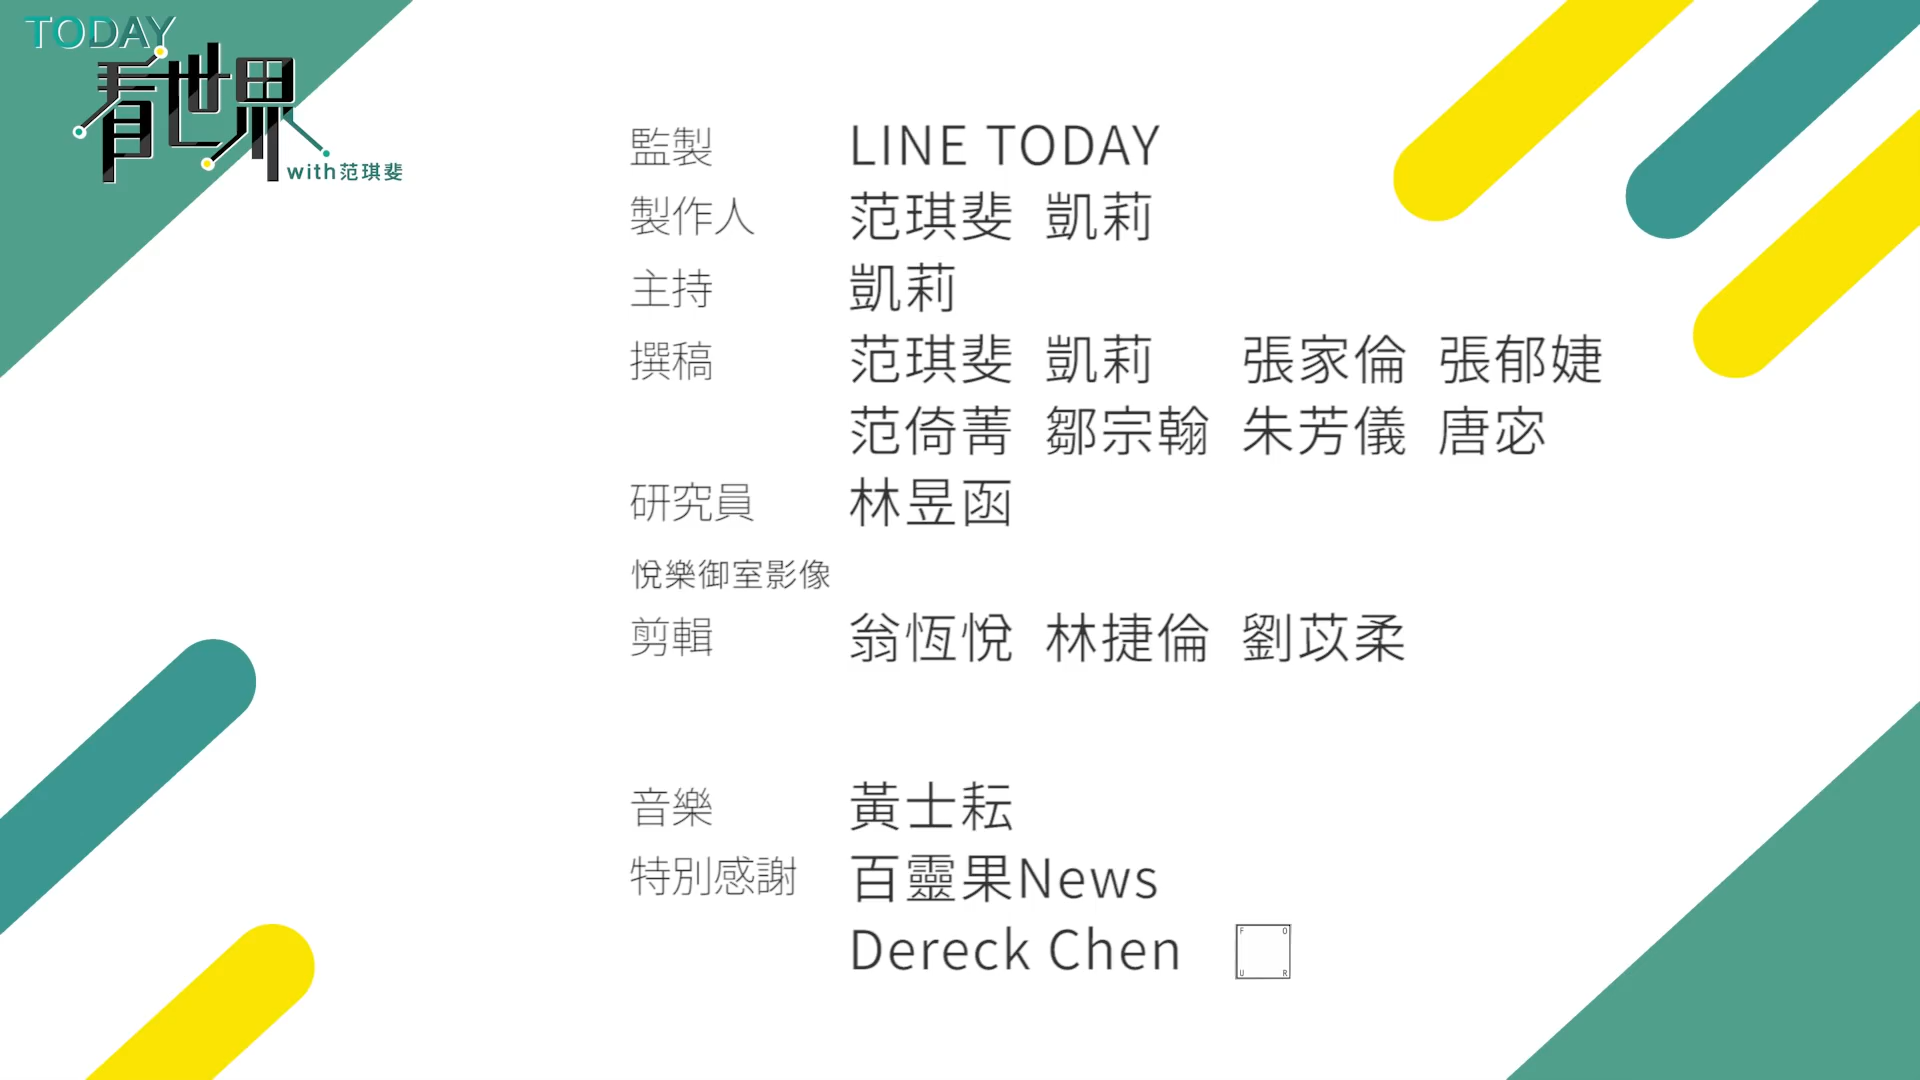 TODAY
看世界
with范琪斐
監製 LINE TODAY
製作人 范琪斐 凱莉
主持 凱莉
撰稿 范琪斐 凱莉 張家倫 張郁婕
范倚菁 鄒宗翰 朱芳儀 唐宓
研究員 林昱函
悅樂御室影像
剪輯 翁恆悅 林捷倫 劉苡柔
音樂 黃士耘
特別感謝 百靈果News
Dereck Chen
F O
U R